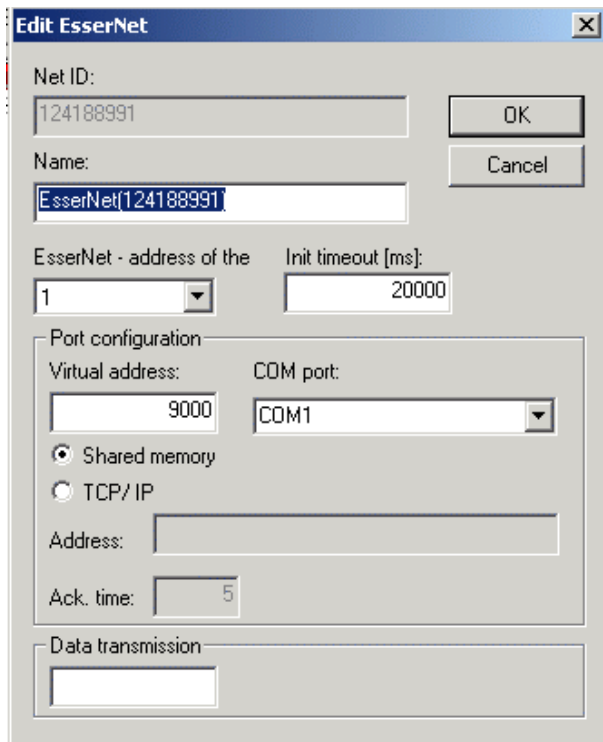 Edit EsserNet
Net ID:
124188991
OK
Name:
Cancel
EsserNet(124188991)
EsserNet - address of the
Init timeout [ms]:
1
20000
Port configuration
Virtual address:
COM port:
9000
COM1
Shared memory
TCP/ IP
Address:
Ack. time:
5
Data transmission